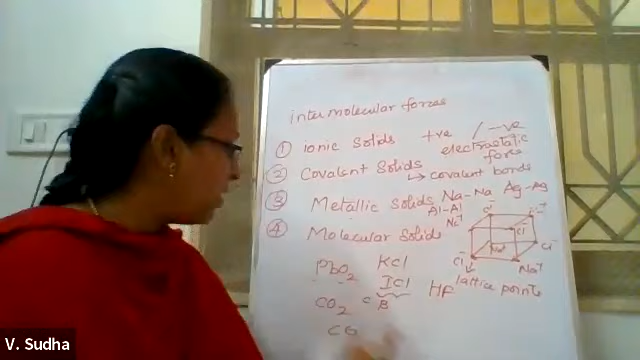 intermolecular forces
① Ionic Solids +ve / -ve
electrostatic
force
② Covalent Solids
↳ covalent bonds
③ Metallic solids Na-Na Ag-Ag
Al-Al
④ Molecular Solids
Cl⁻
Cl
Cl⁻
Na⁺
Cl⁻
Na⁺
lattice points
PbO₂ KCl
ICl HF
CO₂ C B
V. Sudha